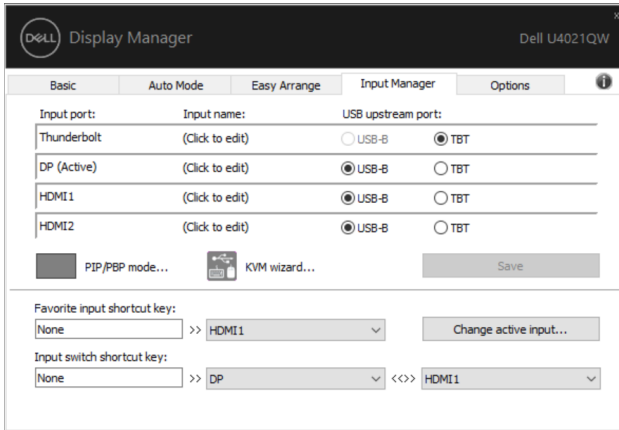 x
DELL Display Manager Dell U4021QW
Basic Auto Mode Easy Arrange Input Manager Options i
Input port: Input name: USB upstream port:
Thunderbolt (Click to edit) USB-B TBT
DP (Active) (Click to edit) USB-B TBT
HDMI1 (Click to edit) USB-B TBT
HDMI2 (Click to edit) USB-B TBT
PIP/PBP mode... KVM wizard... Save
Favorite input shortcut key:
None >> HDMI1 Change active input...
Input switch shortcut key:
None >> DP <<>> HDMI1